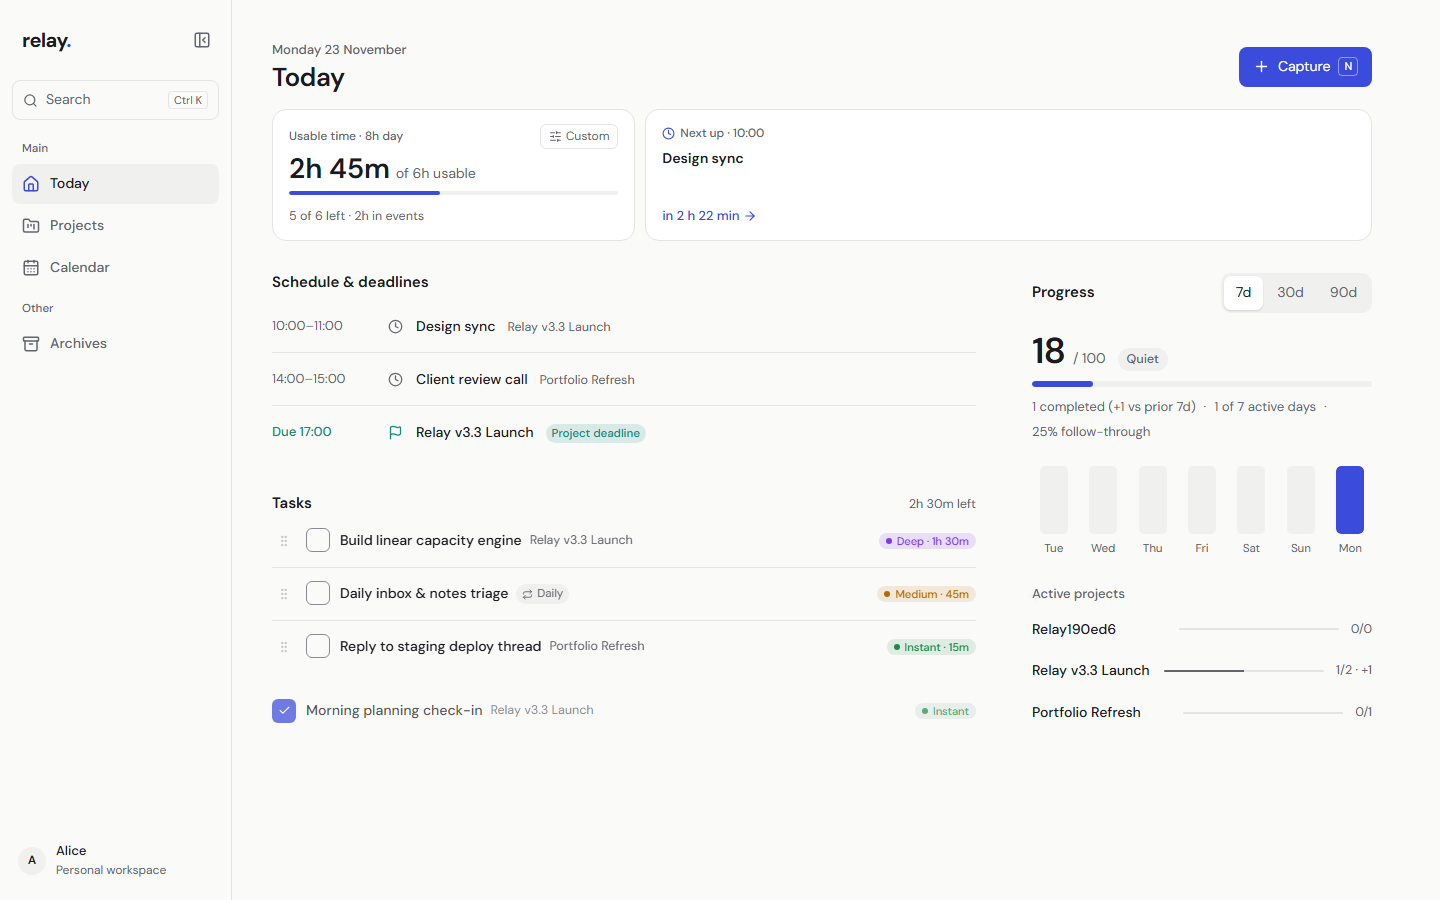 relay.
Search Ctrl K
Main
Today
Projects
Calendar
Other
Archives
A
Alice
Personal workspace
Monday 23 November
Today
Capture N
Usable time · 8h day
Custom
2h 45m of 6h usable
5 of 6 left · 2h in events
Next up · 10:00
Design sync
in 2 h 22 min →
Schedule & deadlines
10:00–11:00 Design sync Relay v3.3 Launch
14:00–15:00 Client review call Portfolio Refresh
Due 17:00 Relay v3.3 Launch Project deadline
Tasks 2h 30m left
Build linear capacity engine Relay v3.3 Launch Deep · 1h 30m
Daily inbox & notes triage Daily Medium · 45m
Reply to staging deploy thread Portfolio Refresh Instant · 15m
Morning planning check-in Relay v3.3 Launch Instant
Progress 7d 30d 90d
18 / 100 Quiet
1 completed (+1 vs prior 7d) · 1 of 7 active days ·
25% follow-through
Tue Wed Thu Fri Sat Sun Mon
Active projects
Relay190ed6 0/0
Relay v3.3 Launch 1/2 · +1
Portfolio Refresh 0/1